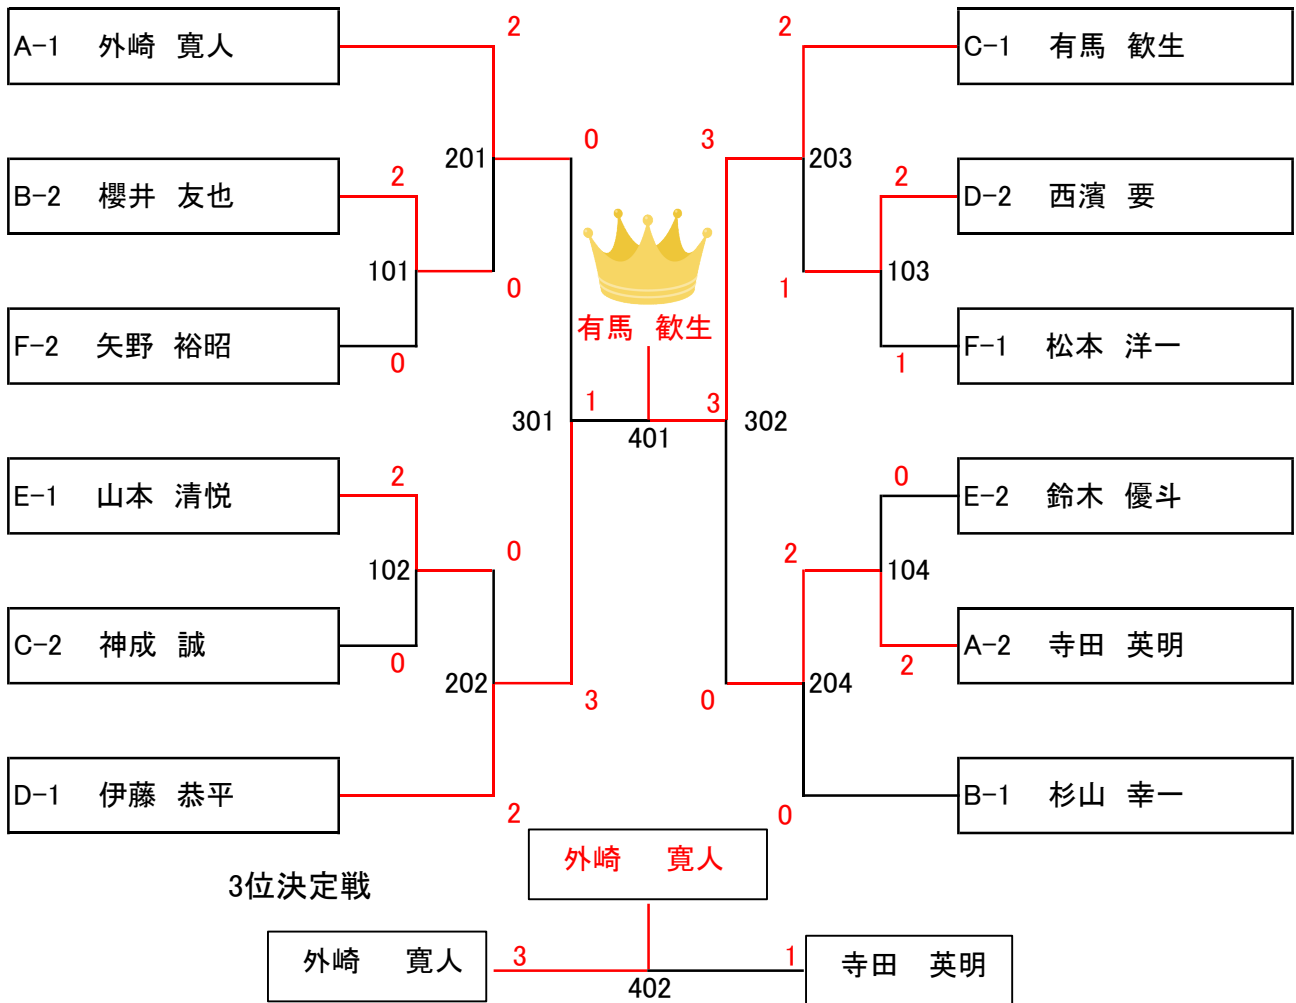 2 2
A-1 外崎 寛人 C-1 有馬 歓生
0 3
201 203
2 2
B-2 櫻井 友也 D-2 西濱 要
101 103
0 1
有馬 歓生
F-2 矢野 裕昭 F-1 松本 洋一
0 1
1 3
301 302
401
2 0
E-1 山本 清悦 E-2 鈴木 優斗
0 2
102 104
C-2 神成 誠 A-2 寺田 英明
0 2
202 204
3 0
D-1 伊藤 恭平 B-1 杉山 幸一
2 0
外崎 寛人
3位決定戦
3 1
外崎 寛人 寺田 英明
402